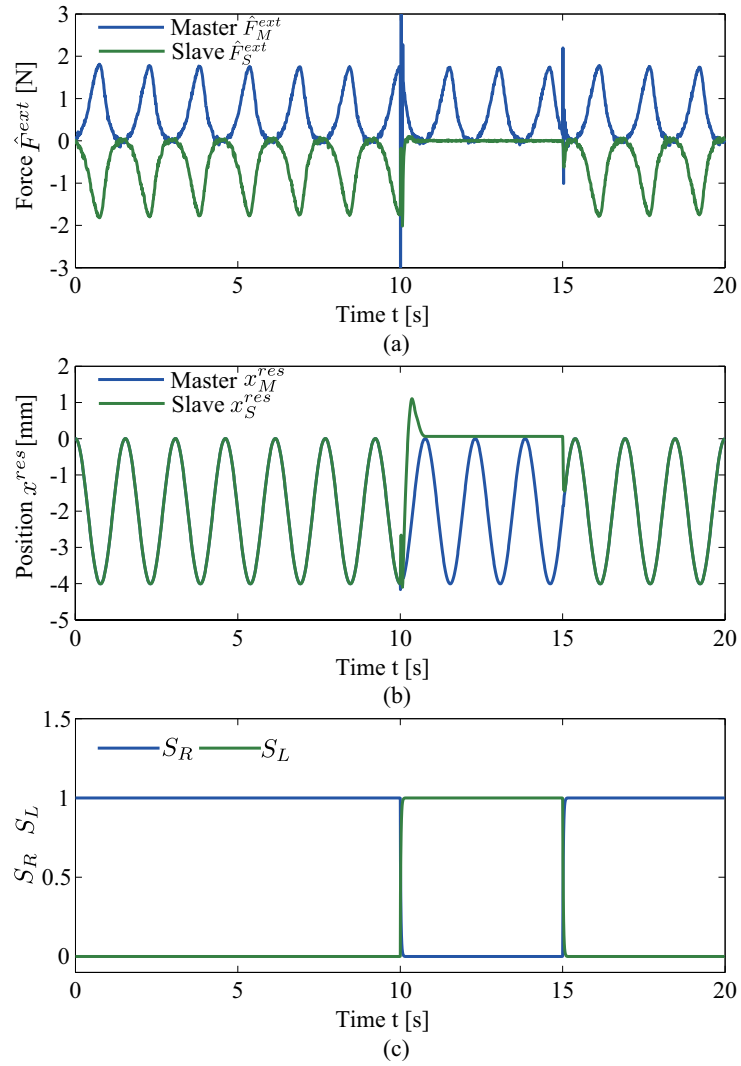 3
Master F̂_M^ext
Slave F̂_S^ext
2
1
0
-1
-2
-3
Force F̂^ext [N]
0 5 10 15 20
Time t [s]
(a)
2
Master x_M^res
Slave x_S^res
1
0
-1
-2
-3
-4
-5
Position x^res [mm]
0 5 10 15 20
Time t [s]
(b)
1.5
S_R S_L
1
0.5
0
S_R S_L
0 5 10 15 20
Time t [s]
(c)